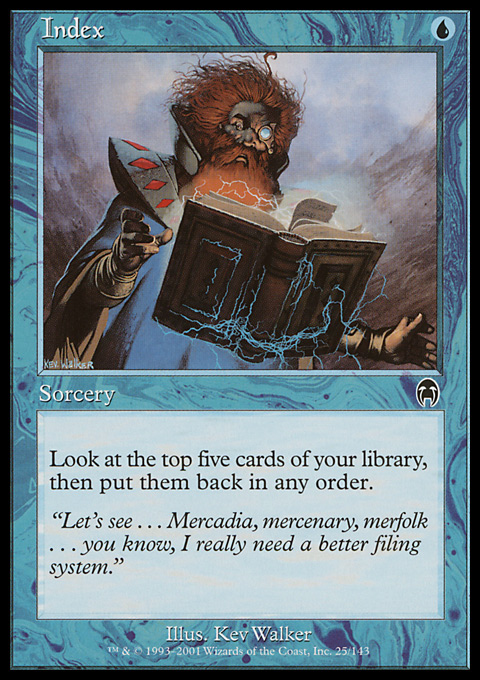 Index
KEV WALKER
Sorcery
Look at the top five cards of your library,
then put them back in any order.
“Let’s see . . . Mercadia, mercenary, merfolk
. . . you know, I really need a better filing
system.”
Illus. Kev Walker
™ & © 1993–2001 Wizards of the Coast, Inc. 25/143